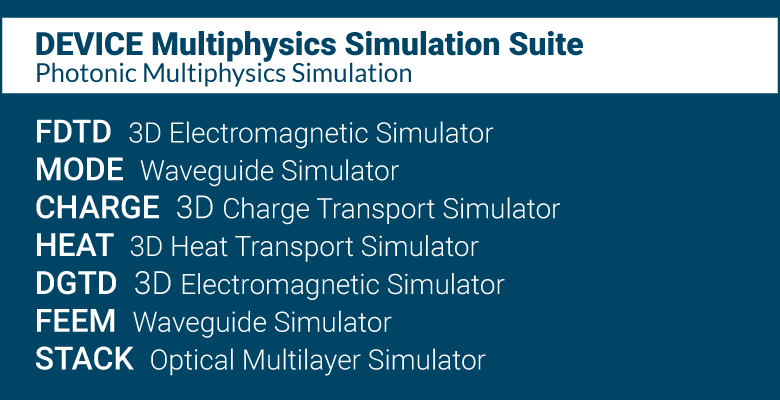 DEVICE Multiphysics Simulation Suite
Photonic Multiphysics Simulation
FDTD 3D Electromagnetic Simulator
MODE Waveguide Simulator
CHARGE 3D Charge Transport Simulator
HEAT 3D Heat Transport Simulator
DGTD 3D Electromagnetic Simulator
FEEM Waveguide Simulator
STACK Optical Multilayer Simulator